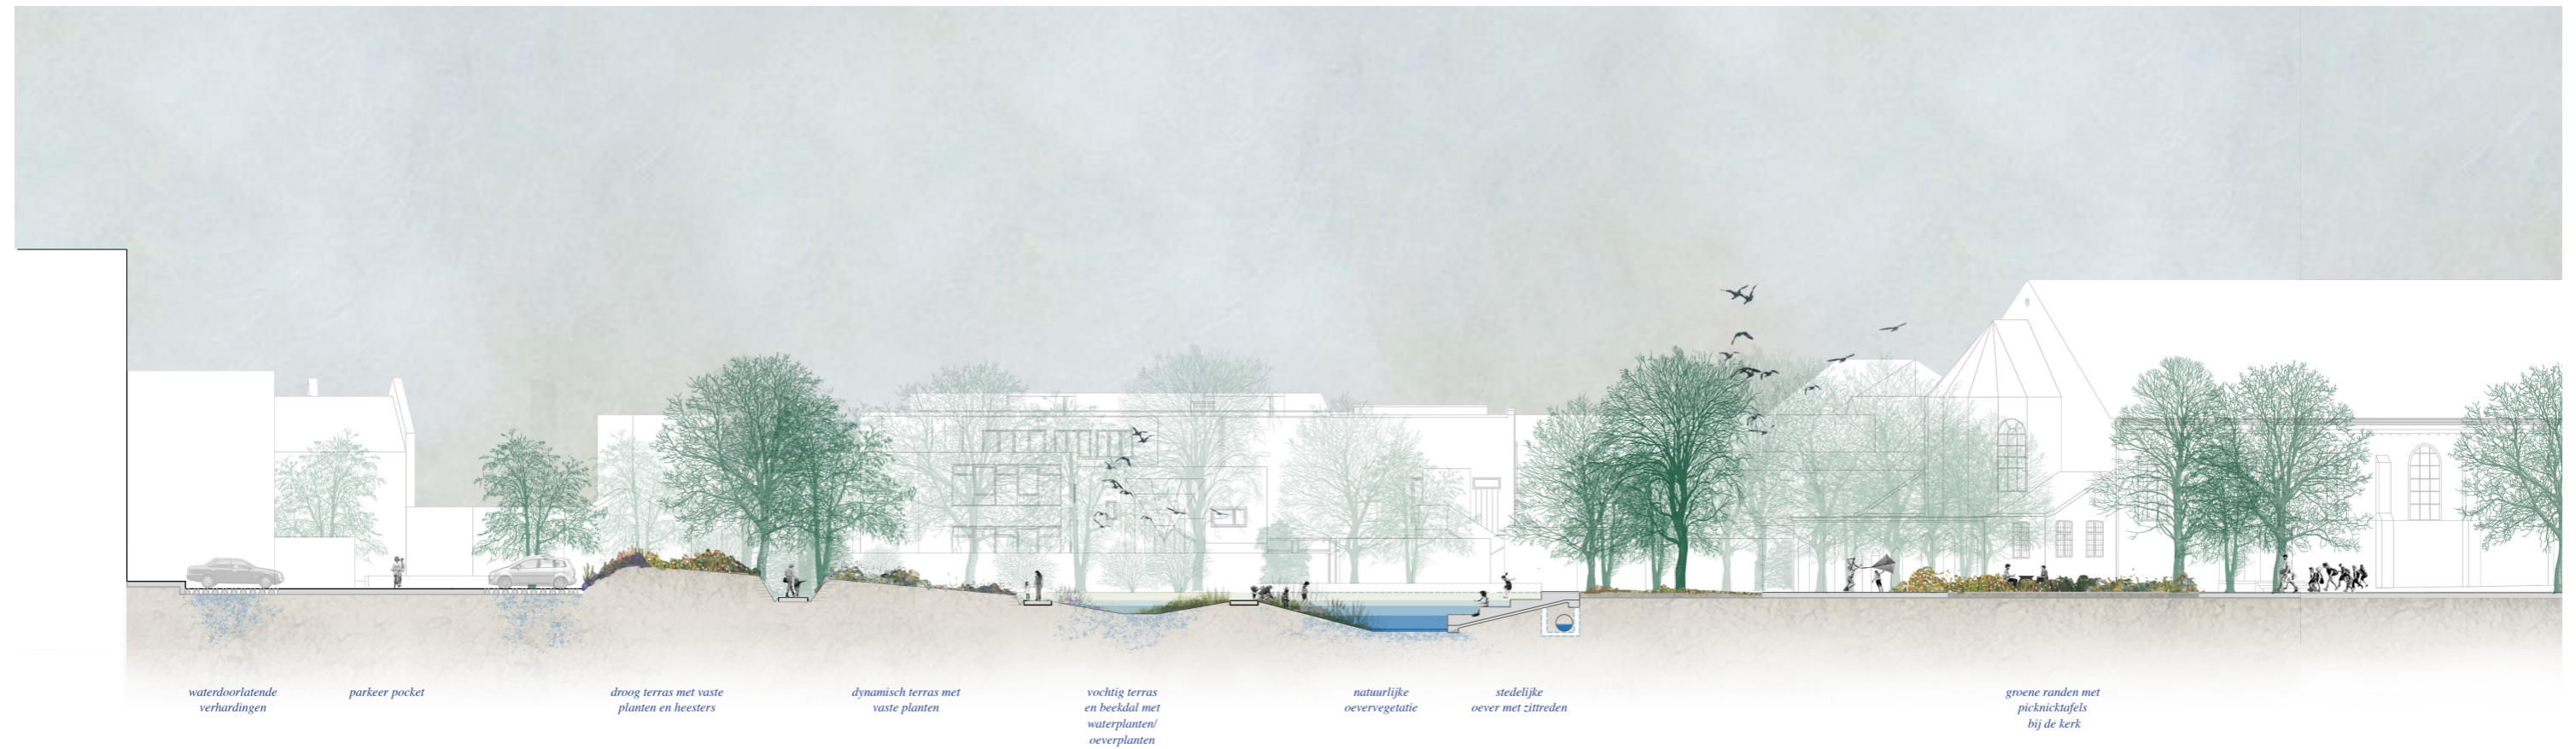 waterdoorlatende
verhardingen
parkeer pocket
droog terras met vaste
planten en heesters
dynamisch terras met
vaste planten
vochtig terras
en beekdal met
waterplanten/
oeverplanten
natuurlijke
oevervegetatie
stedelijke
oever met zittreden
groene randen met
picknicktafels
bij de kerk